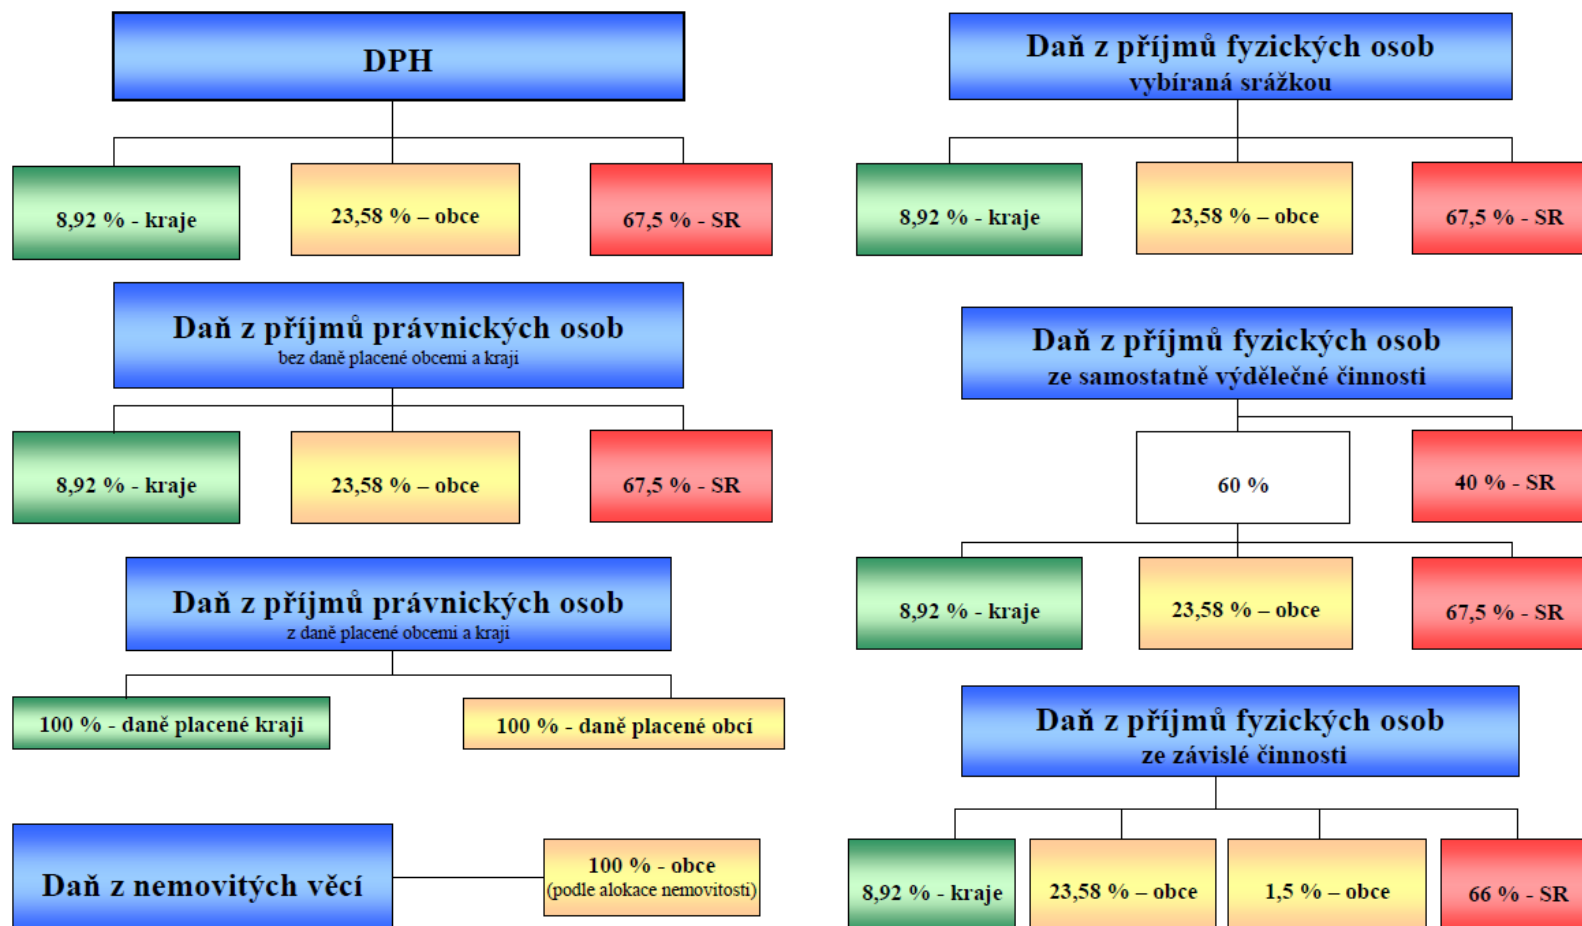 DPH
8,92 % - kraje
23,58 % – obce
67,5 % - SR
Daň z příjmů právnických osob
bez daně placené obcemi a kraji
8,92 % - kraje
23,58 % – obce
67,5 % - SR
Daň z příjmů právnických osob
z daně placené obcemi a kraji
100 % - daně placené kraji
100 % - daně placené obcí
Daň z nemovitých věcí
100 % - obce
(podle alokace nemovitostí)
Daň z příjmů fyzických osob
vybíraná srážkou
8,92 % - kraje
23,58 % – obce
67,5 % - SR
Daň z příjmů fyzických osob
ze samostatně výdělečné činnosti
60 %
40 % - SR
8,92 % - kraje
23,58 % – obce
67,5 % - SR
Daň z příjmů fyzických osob
ze závislé činnosti
8,92 % - kraje
23,58 % – obce
1,5 % – obce
66 % - SR